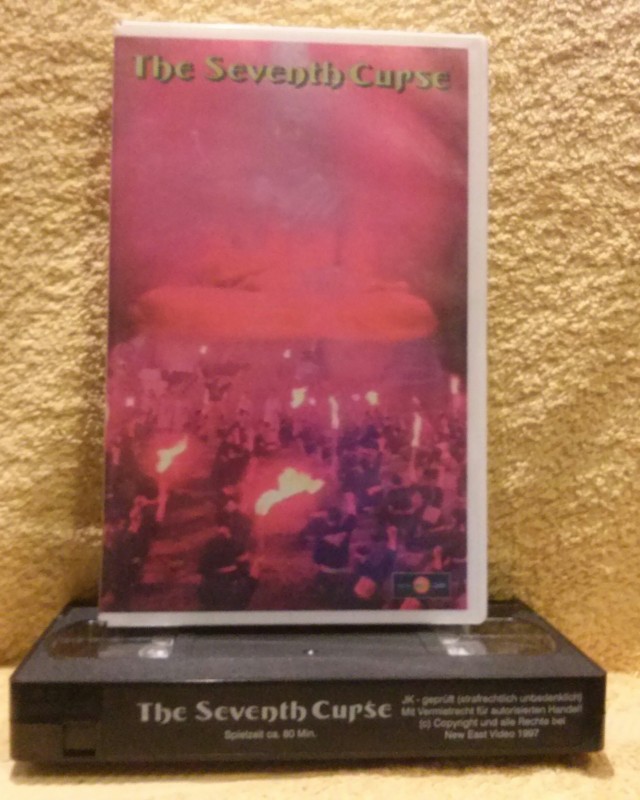 The Seventh Curse
The Seventh Curse
Spielzeit ca. 80 Min.
JK - geprüft (strafrechtlich unbedenklich)
Mit Vermietrecht für autorisierten Handel!
(c) Copyright und alle Rechte bei
New East Video 1997